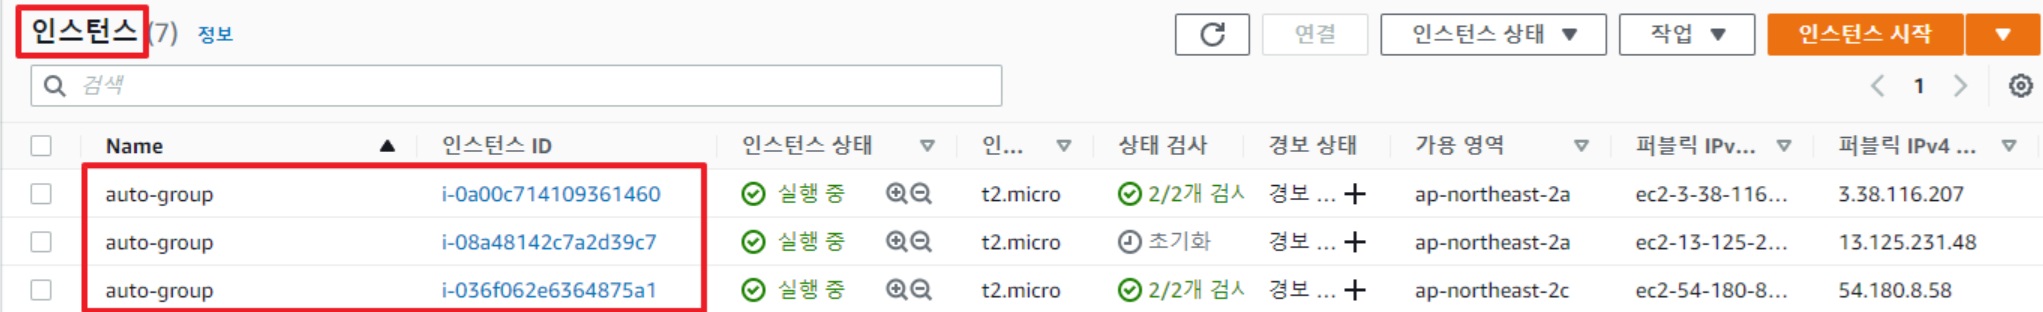 인스턴스 (7) 정보 연결 인스턴스 상태 작업 인스턴스 시작
검색 1
Name 인스턴스 ID 인스턴스 상태 인... 상태 검사 경보 상태 가용 영역 퍼블릭 IPv... 퍼블릭 IPv4 ...
auto-group i-0a00c714109361460 실행 중 t2.micro 2/2개 검사 경보 ... ap-northeast-2a ec2-3-38-116... 3.38.116.207
auto-group i-08a48142c7a2d39c7 실행 중 t2.micro 초기화 경보 ... ap-northeast-2a ec2-13-125-2... 13.125.231.48
auto-group i-036f062e6364875a1 실행 중 t2.micro 2/2개 검사 경보 ... ap-northeast-2c ec2-54-180-8... 54.180.8.58